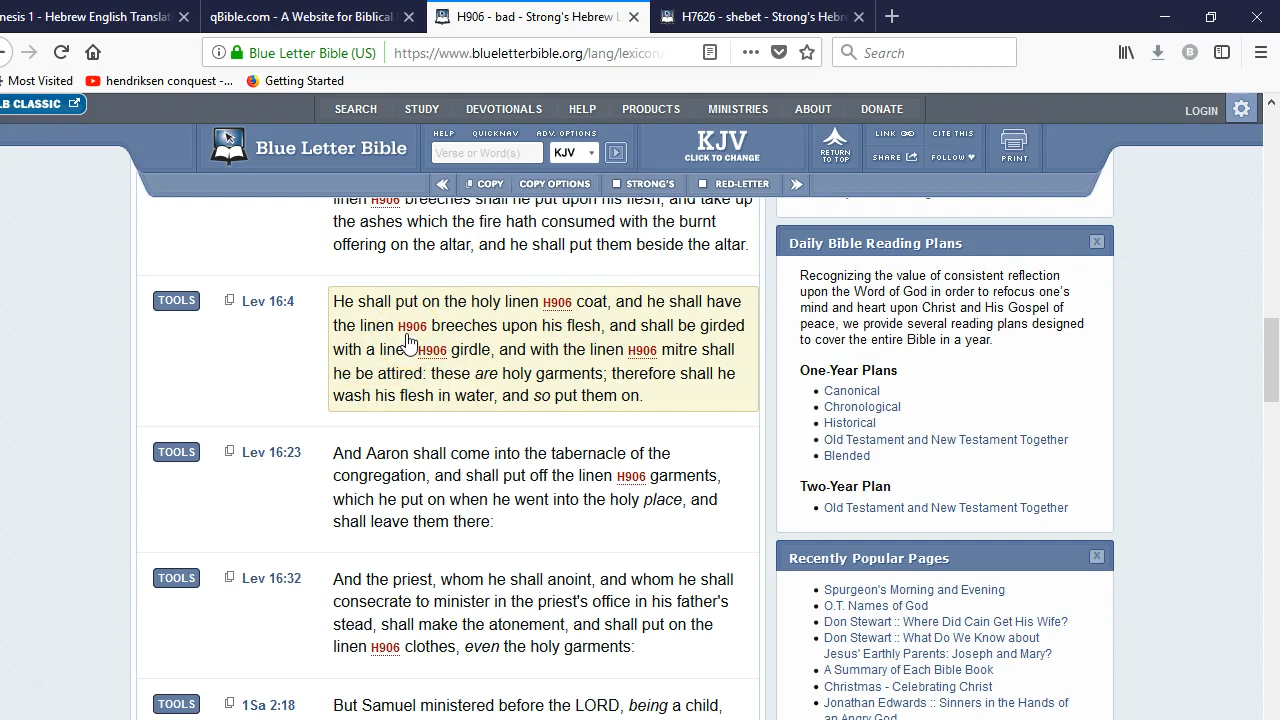 nesis 1 - Hebrew English Translat
qBible.com - A Website for Biblical
H906 - bad - Strong's Hebrew L
H7626 - shebet - Strong's Hebr
Blue Letter Bible (US)
https://www.blueletterbible.org/lang/lexicon/
Search
Most Visited
hendriksen conquest -...
Getting Started
LB CLASSIC
SEARCH STUDY DEVOTIONALS HELP PRODUCTS MINISTRIES ABOUT DONATE
LOGIN
Blue Letter Bible
HELP QUICKNAV ADV. OPTIONS
Verse or Word(s)
KJV
KJV
CLICK TO CHANGE
RETURN
TO TOP
LINK CITE THIS
SHARE FOLLOW
PRINT
COPY COPY OPTIONS STRONG'S RED-LETTER
linen H906 breeches shall he put upon his flesh, and take up
the ashes which the fire hath consumed with the burnt
offering on the altar, and he shall put them beside the altar.
TOOLS
Lev 16:4
He shall put on the holy linen H906 coat, and he shall have
the linen H906 breeches upon his flesh, and shall be girded
with a linen H906 girdle, and with the linen H906 mitre shall
he be attired: these are holy garments; therefore shall he
wash his flesh in water, and so put them on.
TOOLS
Lev 16:23
And Aaron shall come into the tabernacle of the
congregation, and shall put off the linen H906 garments,
which he put on when he went into the holy place, and
shall leave them there:
TOOLS
Lev 16:32
And the priest, whom he shall anoint, and whom he shall
consecrate to minister in the priest's office in his father's
stead, shall make the atonement, and shall put on the
linen H906 clothes, even the holy garments:
TOOLS
1Sa 2:18
But Samuel ministered before the LORD, being a child,
Daily Bible Reading Plans
Recognizing the value of consistent reflection
upon the Word of God in order to refocus one's
mind and heart upon Christ and His Gospel of
peace, we provide several reading plans designed
to cover the entire Bible in a year.
One-Year Plans
Canonical
Chronological
Historical
Old Testament and New Testament Together
Blended
Two-Year Plan
Old Testament and New Testament Together
Recently Popular Pages
Spurgeon's Morning and Evening
O.T. Names of God
Don Stewart :: Where Did Cain Get His Wife?
Don Stewart :: What Do We Know about
Jesus' Earthly Parents: Joseph and Mary?
A Summary of Each Bible Book
Christmas - Celebrating Christ
Jonathan Edwards :: Sinners in the Hands of
an Angry God